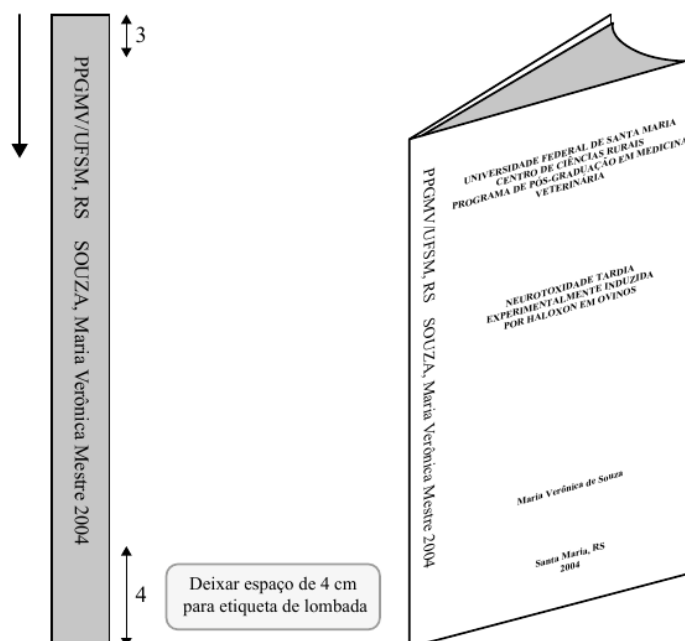 3
PPGMV/UFSM, RS SOUZA, Maria Verônica Mestre 2004
4
Deixar espaço de 4 cm
para etiqueta de lombada
PPGMV/UFSM, RS SOUZA, Maria Verônica Mestre 2004
UNIVERSIDADE FEDERAL DE SANTA MARIA
CENTRO DE CIÊNCIAS RURAIS
PROGRAMA DE PÓS-GRADUAÇÃO EM MEDICINA
VETERINÁRIA
NEUROTOXIDADE TARDIA
EXPERIMENTALMENTE INDUZIDA
POR HALOXON EM OVINOS
Maria Verônica de Souza
Santa Maria, RS
2004